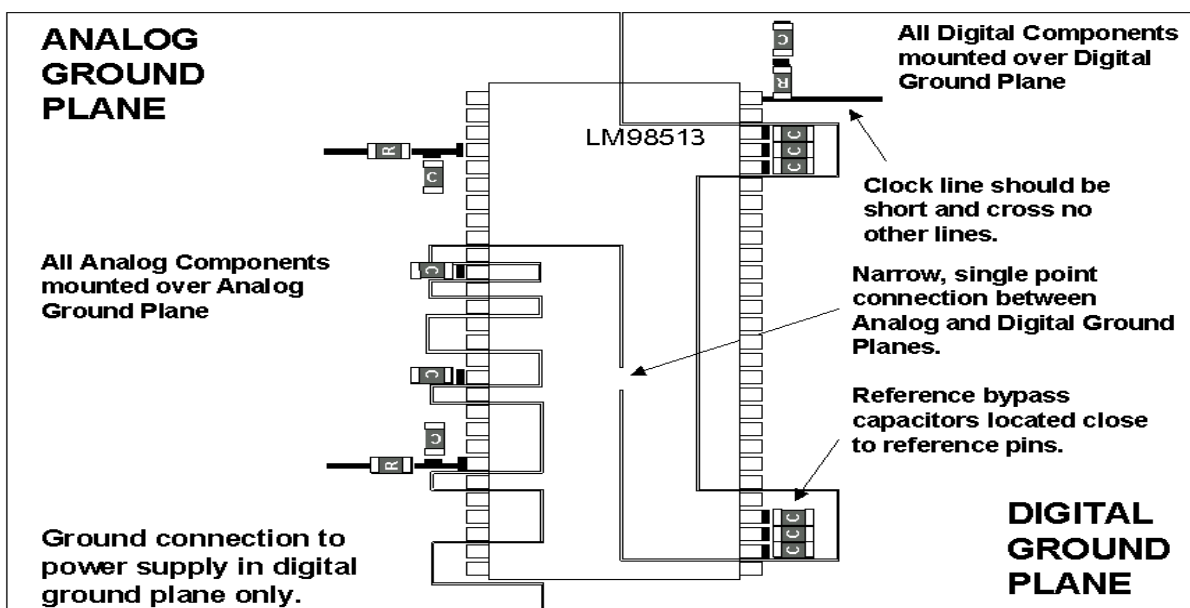 ANALOG
GROUND
PLANE
All Digital Components
mounted over Digital
Ground Plane
C
R
LM98513
R
C
C
C
C
Clock line should be
short and cross no
other lines.
All Analog Components
mounted over Analog
Ground Plane
C
Narrow, single point
connection between
Analog and Digital Ground
Planes.
C
Reference bypass
capacitors located close
to reference pins.
C
R
C
C
C
DIGITAL
GROUND
PLANE
Ground connection to
power supply in digital
ground plane only.